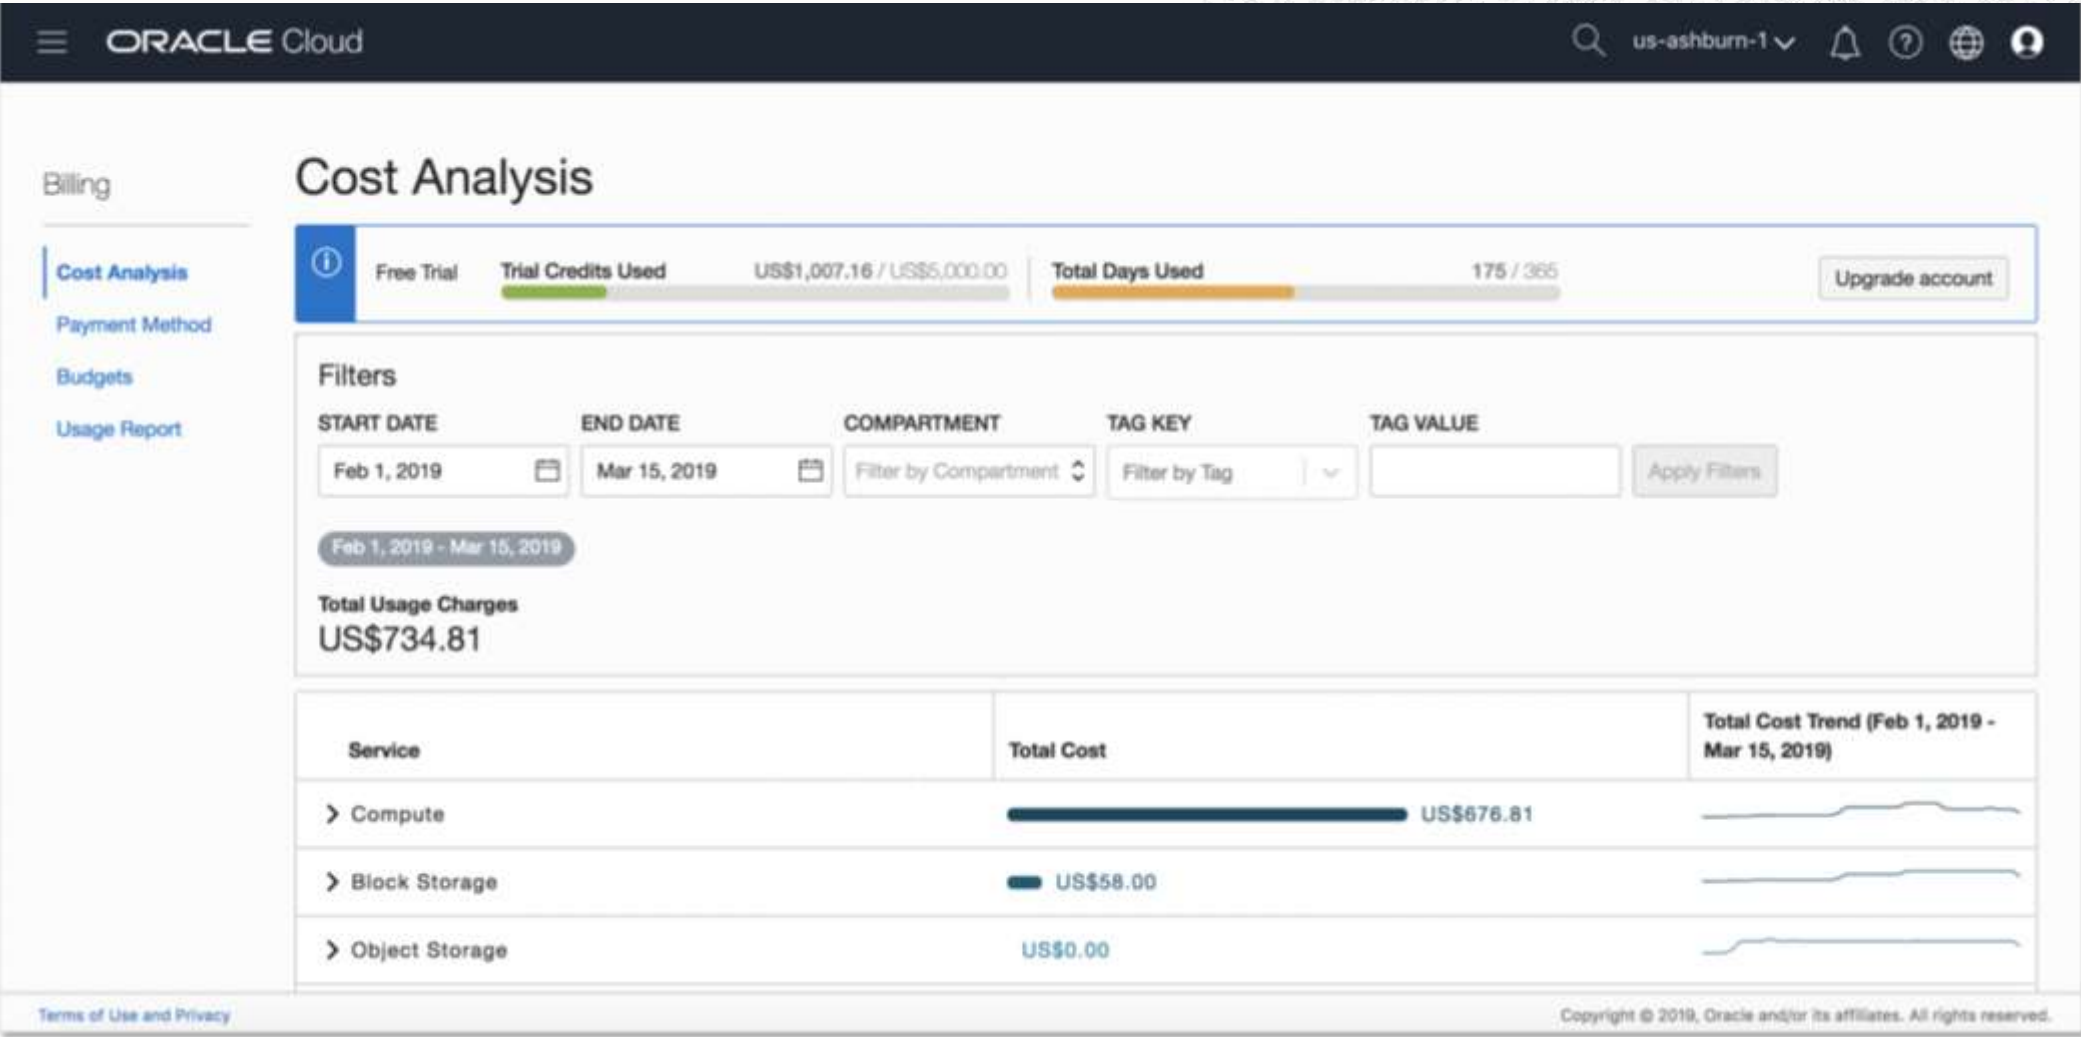 ORACLE Cloud
us-ashburn-1
Billing
Cost Analysis
Payment Method
Budgets
Usage Report
Cost Analysis
Free Trial
Trial Credits Used US$1,007.16 / US$5,000.00
Total Days Used 175 / 365
Upgrade account
Filters
START DATE END DATE COMPARTMENT TAG KEY TAG VALUE
Feb 1, 2019 Mar 15, 2019 Filter by Compartment Filter by Tag Apply Filters
Feb 1, 2019 - Mar 15, 2019
Total Usage Charges
US$734.81
Service Total Cost Total Cost Trend (Feb 1, 2019 -
Mar 15, 2019)
Compute US$676.81
Block Storage US$58.00
Object Storage US$0.00
Terms of Use and Privacy
Copyright © 2019, Oracle and/or its affiliates. All rights reserved.